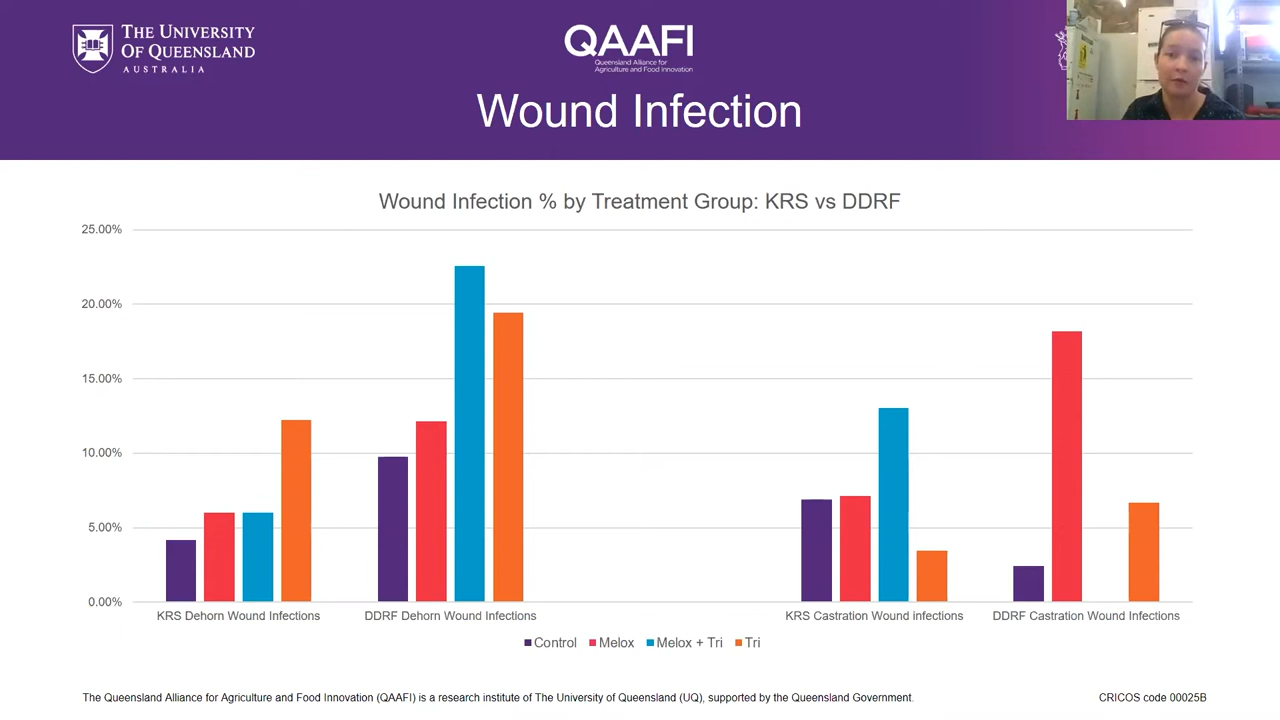 THE UNIVERSITY
OF QUEENSLAND
AUSTRALIA
QAAFI
Queensland Alliance for
Agriculture and Food Innovation
Wound Infection
Wound Infection % by Treatment Group: KRS vs DDRF
25.00%
20.00%
15.00%
10.00%
5.00%
0.00%
KRS Dehorn Wound Infections
DDRF Dehorn Wound Infections
KRS Castration Wound infections
DDRF Castration Wound Infections
Control
Melox
Melox + Tri
Tri
The Queensland Alliance for Agriculture and Food Innovation (QAAFI) is a research institute of The University of Queensland (UQ), supported by the Queensland Government.
CRICOS code 00025B